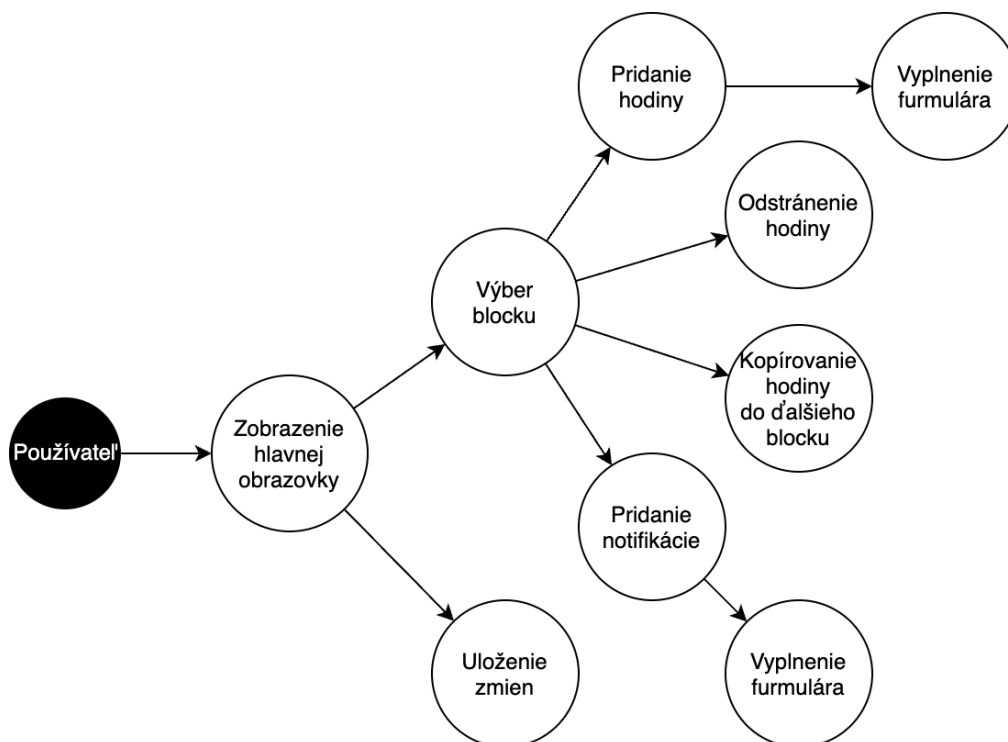 Pridanie
hodiny
Vyplnenie
furmulára
Odstránenie
hodiny
Výber
blocku
Kopírovanie
hodiny
do ďalšieho
blocku
Používateľ
Zobrazenie
hlavnej
obrazovky
Pridanie
notifikácie
Uloženie
zmien
Vyplnenie
furmulára